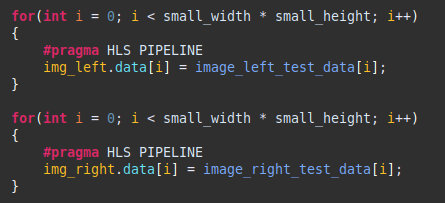 for(int i = 0; i < small_width * small_height; i++)
{
    #pragma HLS PIPELINE
    img_left.data[i] = image_left_test_data[i];
}

for(int i = 0; i < small_width * small_height; i++)
{
    #pragma HLS PIPELINE
    img_right.data[i] = image_right_test_data[i];
}